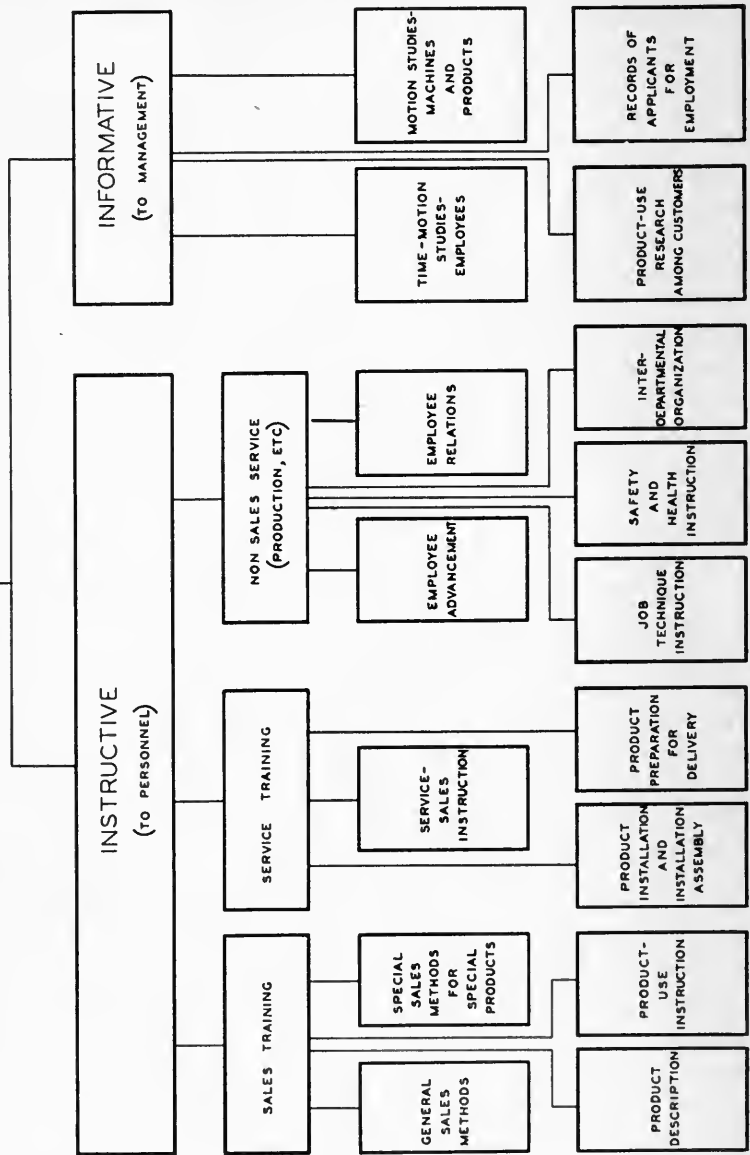 INSTRUCTIVE
(TO PERSONNEL)
INFORMATIVE
(TO MANAGEMENT)
SALES TRAINING
SERVICE TRAINING
NON SALES SERVICE
(PRODUCTION, ETC)
GENERAL
SALES
METHODS
SPECIAL
SALES
METHODS
FOR
SPECIAL
PRODUCTS
SERVICE-
SALES
INSTRUCTION
EMPLOYEE
ADVANCEMENT
EMPLOYEE
RELATIONS
TIME-MOTION
STUDIES-
EMPLOYEES
MOTION STUDIES-
MACHINES
AND
PRODUCTS
PRODUCT
DESCRIPTION
PRODUCT-
USE
INSTRUCTION
PRODUCT
INSTALLATION
AND
INSTALLATION
ASSEMBLY
PRODUCT
PREPARATION
FOR
DELIVERY
JOB
TECHNIQUE
INSTRUCTION
SAFETY
AND
HEALTH
INSTRUCTION
INTER-
DEPARTMENTAL
ORGANIZATION
PRODUCT-USE
RESEARCH
AMONG CUSTOMERS
RECORDS OF
APPLICANTS
FOR
EMPLOYMENT